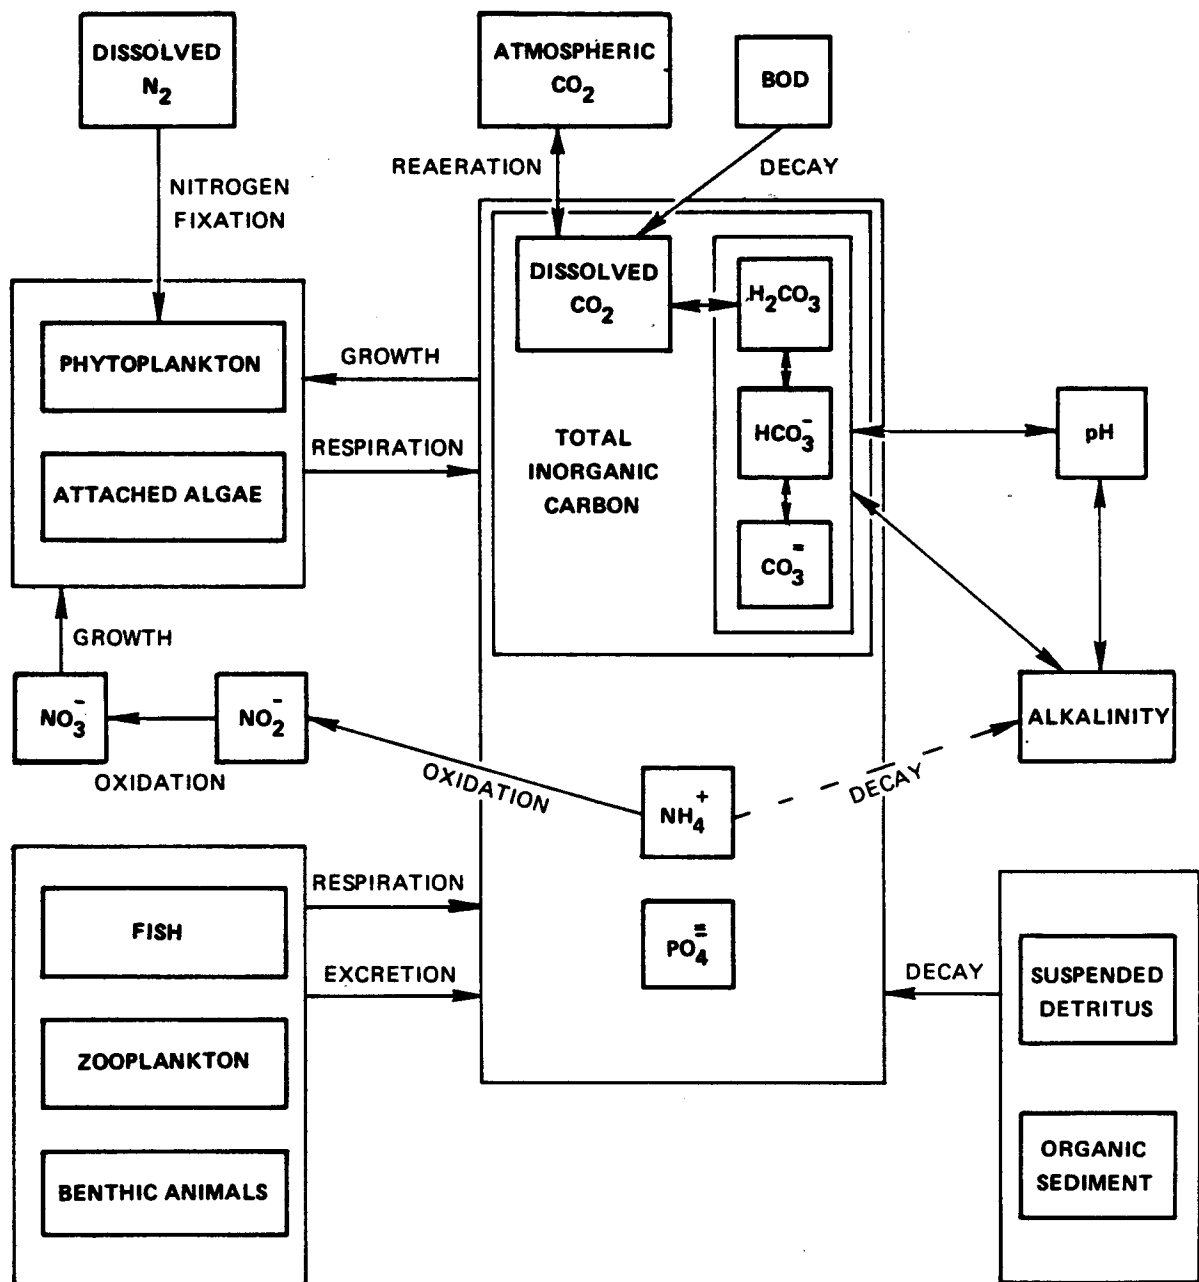 DISSOLVED
N2
ATMOSPHERIC
CO2
BOD
REAERATION
DECAY
NITROGEN
FIXATION
DISSOLVED
CO2
H2CO3
PHYTOPLANKTON
GROWTH
HCO3-
pH
TOTAL
INORGANIC
CARBON
RESPIRATION
ATTACHED ALGAE
CO3=
GROWTH
NO3-
NO2-
ALKALINITY
OXIDATION
OXIDATION
NH4+
DECAY
RESPIRATION
FISH
PO4≡
EXCRETION
DECAY
SUSPENDED
DETRITUS
ZOOPLANKTON
ORGANIC
SEDIMENT
BENTHIC ANIMALS